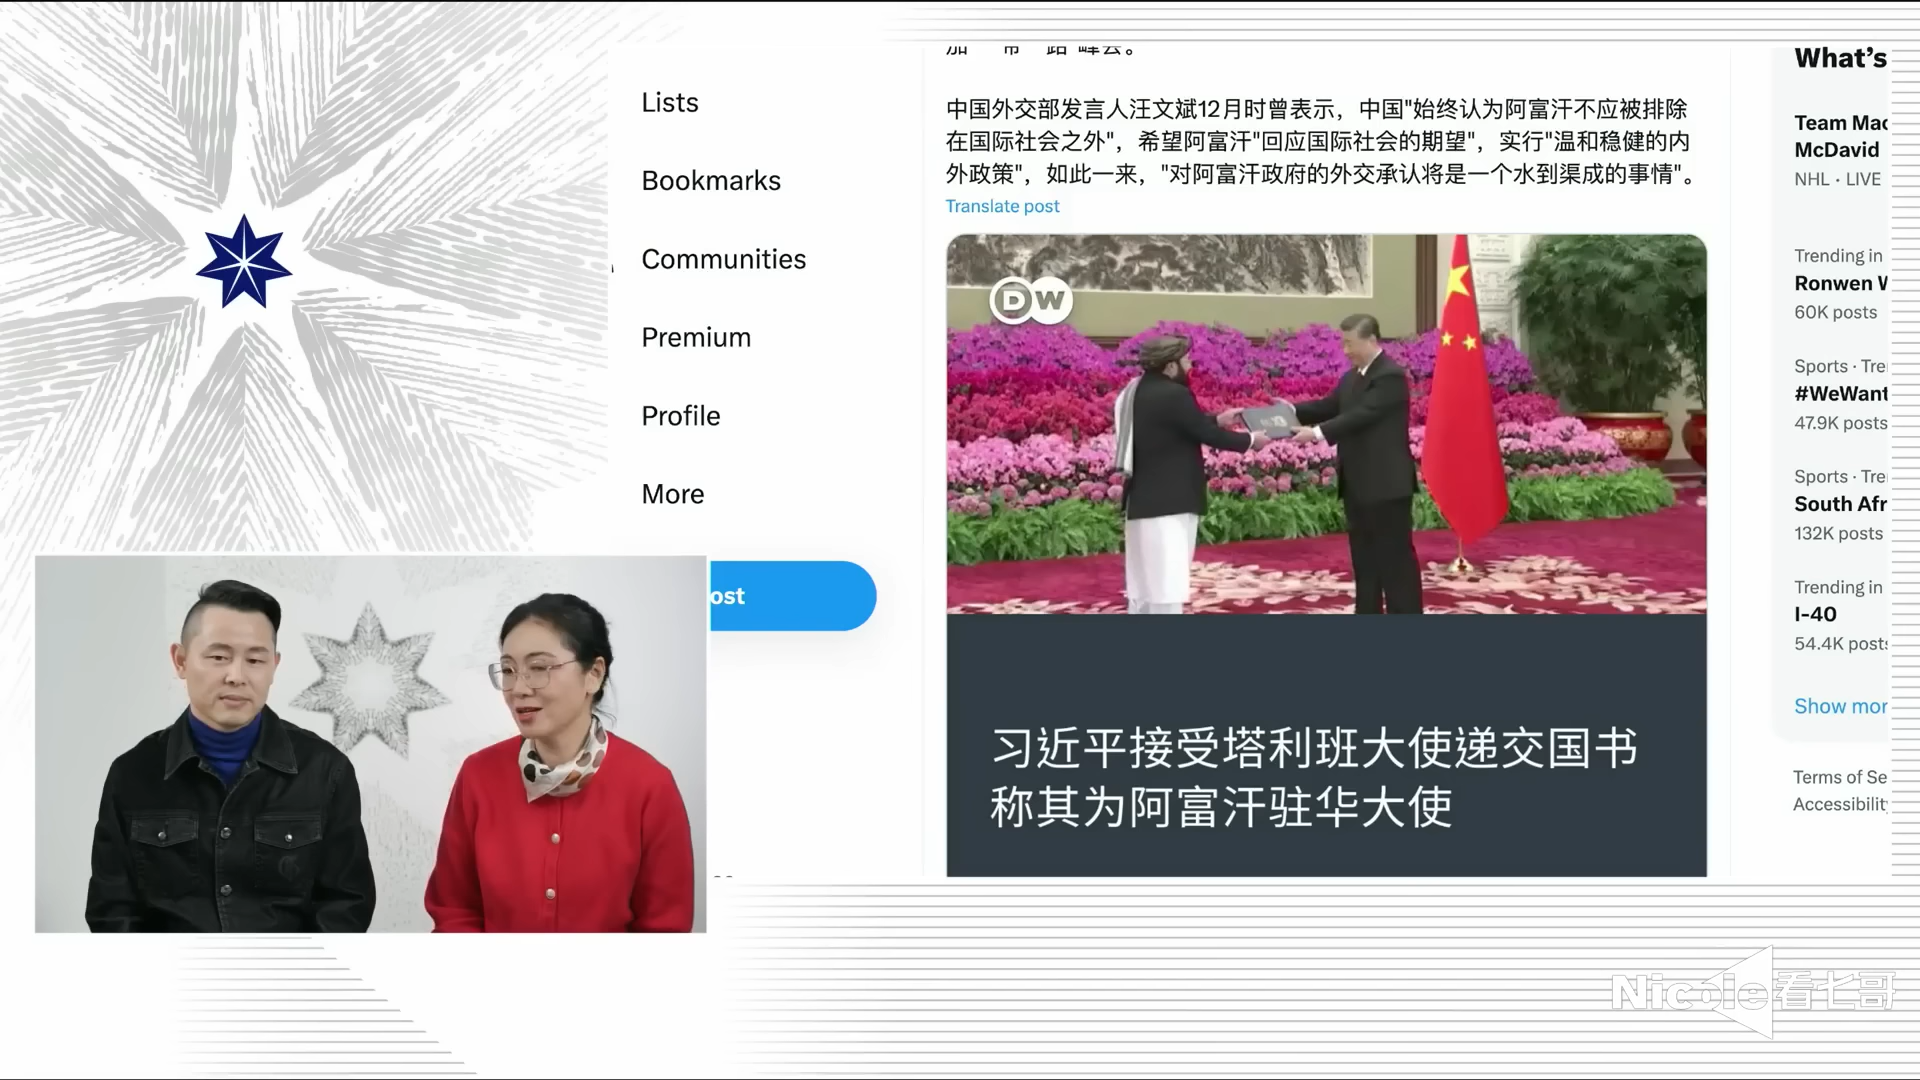 Lists
Bookmarks
Communities
Premium
Profile
More
ost
中国外交部发言人汪文斌12月时曾表示，中国"始终认为阿富汗不应被排除
在国际社会之外"，希望阿富汗"回应国际社会的期望"，实行"温和稳健的内
外政策"，如此一来，"对阿富汗政府的外交承认将是一个水到渠成的事情"。
Translate post
DW
习近平接受塔利班大使递交国书
称其为阿富汗驻华大使
What's
Team Mac
McDavid
NHL · LIVE
Trending in
Ronwen W
60K posts
Sports · Tre
#WeWant
47.9K posts
Sports · Tre
South Afr
132K posts
Trending in
I-40
54.4K posts
Show mor
Terms of Se
Accessibility
Nicole看七哥